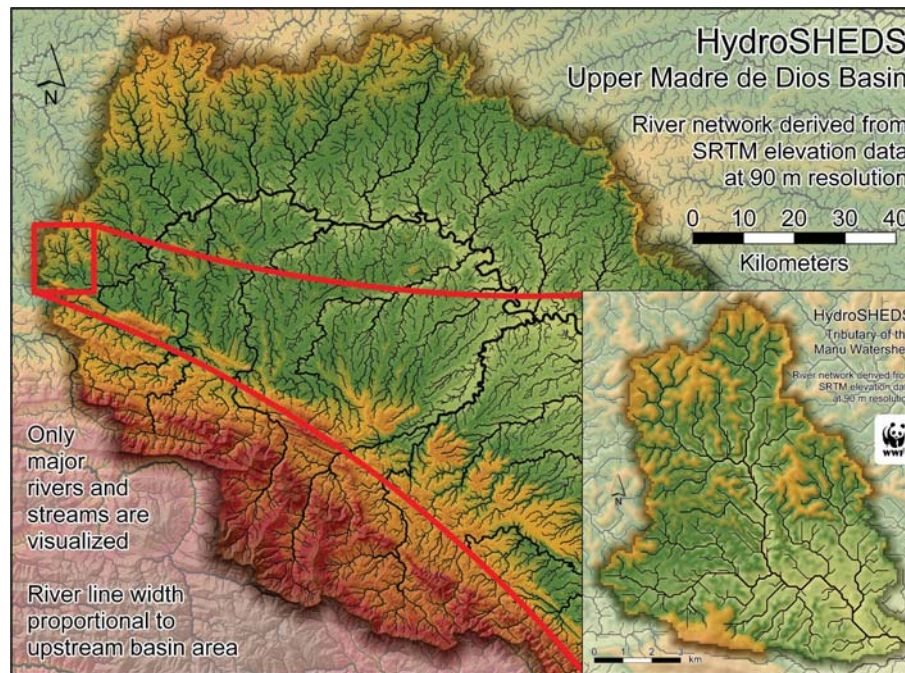 HydroSHEDS
Upper Madre de Dios Basin
River network derived from
SRTM elevation data
at 90 m resolution
0 10 20 30 40
Kilometers
N
Only
major
rivers and
streams are
visualized
River line width
proportional to
upstream basin area
HydroSHEDS
Tributary of th
Manu Watershe
River network derived from
SRTM elevation data
at 90 m resolution
WWF
N
0 1 2 3
km